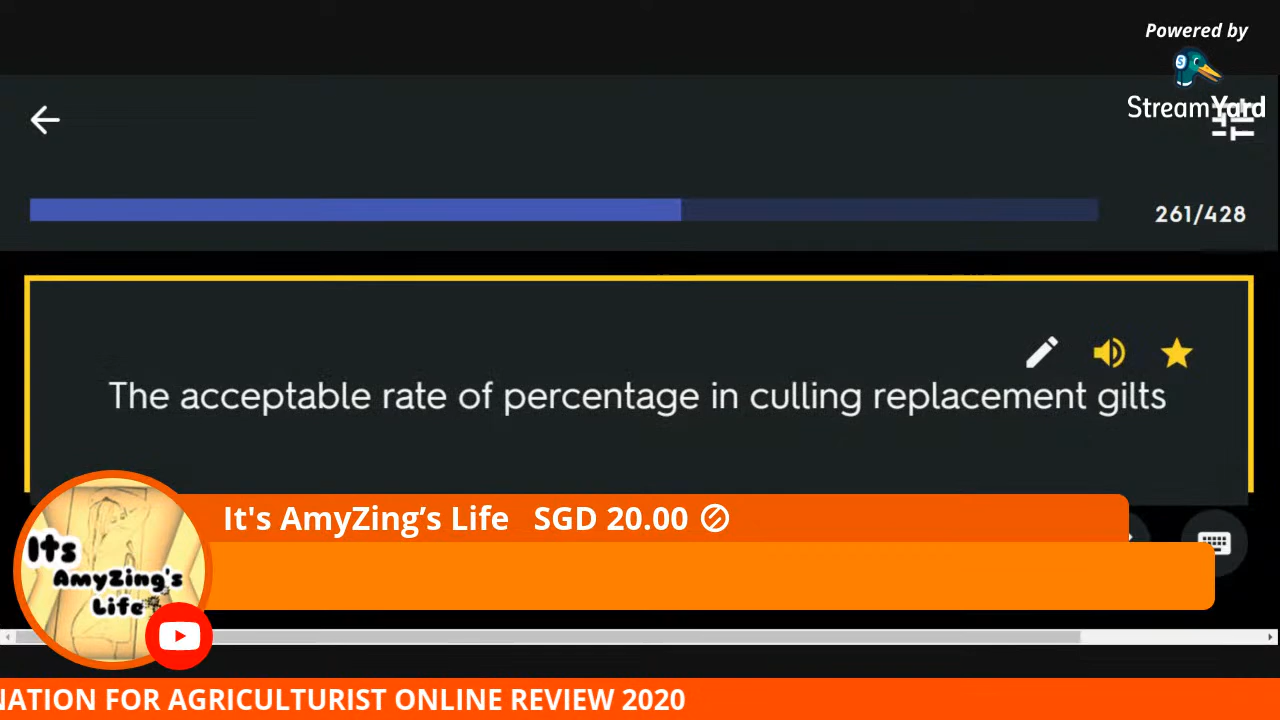 Powered by
StreamYard
261/428
The acceptable rate of percentage in culling replacement gilts
It's AmyZing’s Life SGD 20.00
Its
AmyZing's
Life
NATION FOR AGRICULTURIST ONLINE REVIEW 2020